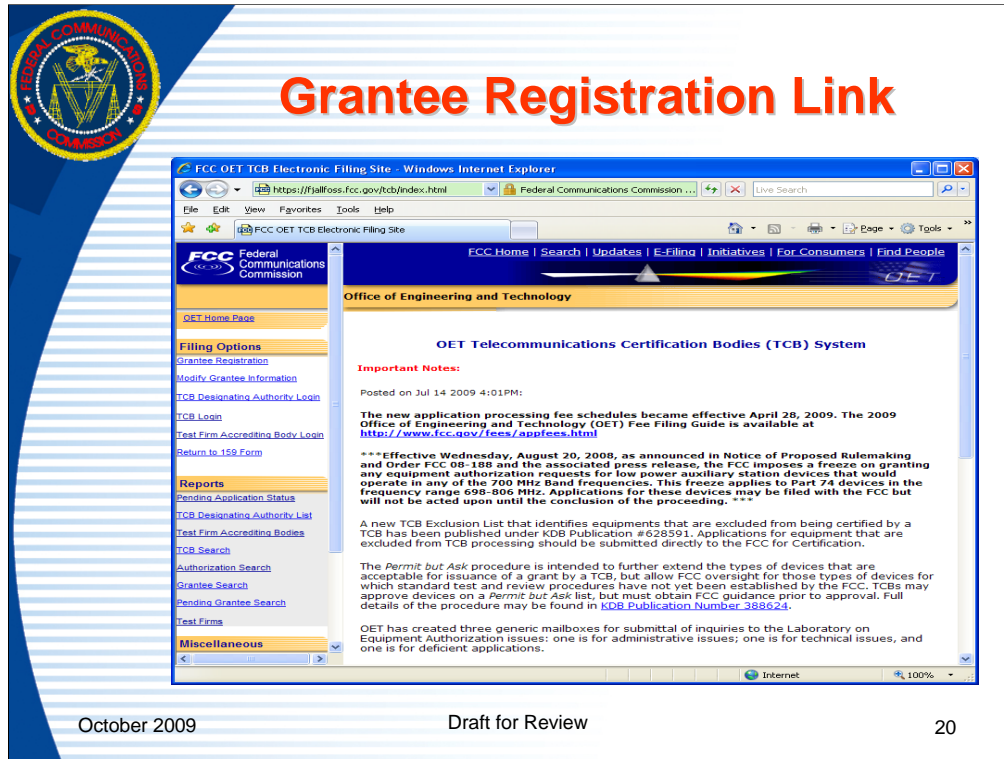 FEDERAL COMMUNICATIONS COMMISSION
Grantee Registration Link
FCC OET TCB Electronic Filing Site - Windows Internet Explorer
https://fjallfoss.fcc.gov/tcb/index.html
Federal Communications Commission ...
Live Search
File Edit View Favorites Tools Help
FCC OET TCB Electronic Filing Site
Page Tools
FCC Federal
Communications
Commission
FCC Home | Search | Updates | E-Filing | Initiatives | For Consumers | Find People
OET
Office of Engineering and Technology
OET Home Page
Filing Options
Grantee Registration
Modify Grantee Information
TCB Designating Authority Login
TCB Login
Test Firm Accrediting Body Login
Return to 159 Form
Reports
Pending Application Status
TCB Designating Authority List
Test Firm Accrediting Bodies
TCB Search
Authorization Search
Grantee Search
Pending Grantee Search
Test Firms
Miscellaneous
OET Telecommunications Certification Bodies (TCB) System
Important Notes:
Posted on Jul 14 2009 4:01PM:
The new application processing fee schedules became effective April 28, 2009. The 2009
Office of Engineering and Technology (OET) Fee Filing Guide is available at
http://www.fcc.gov/fees/appfees.html
***Effective Wednesday, August 20, 2008, as announced in Notice of Proposed Rulemaking
and Order FCC 08-188 and the associated press release, the FCC imposes a freeze on granting
any equipment authorization requests for low power auxiliary station devices that would
operate in any of the 700 MHz Band frequencies. This freeze applies to Part 74 devices in the
frequency range 698-806 MHz. Applications for these devices may be filed with the FCC but
will not be acted upon until the conclusion of the proceeding. ***
A new TCB Exclusion List that identifies equipments that are excluded from being certified by a
TCB has been published under KDB Publication #628591. Applications for equipment that are
excluded from TCB processing should be submitted directly to the FCC for Certification.
The Permit but Ask procedure is intended to further extend the types of devices that are
acceptable for issuance of a grant by a TCB, but allow FCC oversight for those types of devices for
which standard test and review procedures have not yet been established by the FCC. TCBs may
approve devices on a Permit but Ask list, but must obtain FCC guidance prior to approval. Full
details of the procedure may be found in KDB Publication Number 388624.
OET has created three generic mailboxes for submittal of inquiries to the Laboratory on
Equipment Authorization issues: one is for administrative issues; one is for technical issues, and
one is for deficient applications.
Internet
100%
October 2009
Draft for Review
20